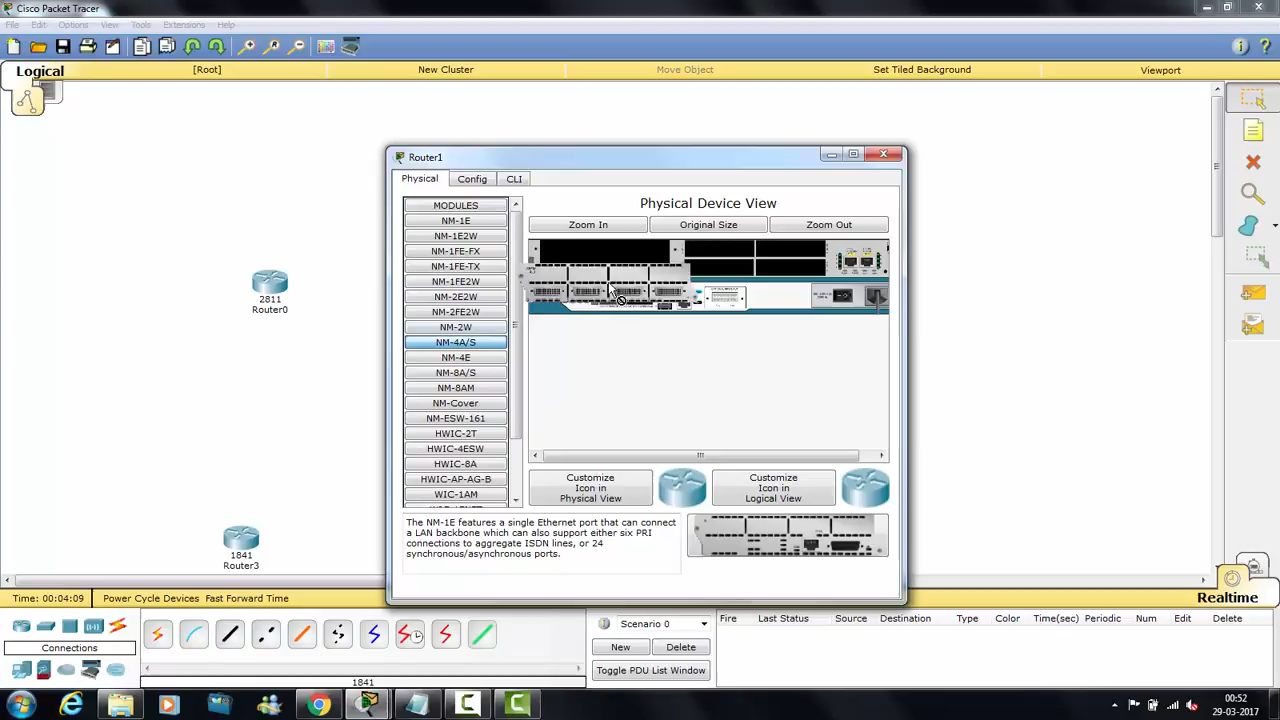 Cisco Packet Tracer
File Edit Options View Tools Extensions Help
Logical [Root] New Cluster Move Object Set Tiled Background Viewport
Router1
Physical Config CLI
MODULES
NM-1E
NM-1E2W
NM-1FE-FX
NM-1FE-TX
NM-1FE2W
NM-2E2W
NM-2FE2W
NM-2W
NM-4A/S
NM-4E
NM-8A/S
NM-8AM
NM-Cover
NM-ESW-161
HWIC-2T
HWIC-4ESW
HWIC-8A
HWIC-AP-AG-B
WIC-1AM
Physical Device View
Zoom In Original Size Zoom Out
Customize
Icon in
Physical View
Customize
Icon in
Logical View
The NM-1E features a single Ethernet port that can connect
a LAN backbone which can also support either six PRI
connections to aggregate ISDN lines, or 24
synchronous/asynchronous ports.
2811
Router0
1841
Router3
Time: 00:04:09 Power Cycle Devices Fast Forward Time
Realtime
Connections
1841
Scenario 0
New Delete
Toggle PDU List Window
Fire Last Status Source Destination Type Color Time(sec) Periodic Num Edit Delete
00:52
29-03-2017